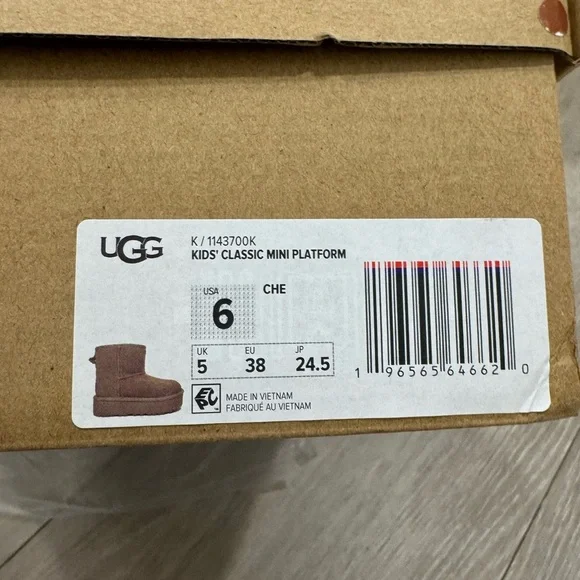 UGG
K / 1143700K
KIDS' CLASSIC MINI PLATFORM
USA
6
CHE
UK EU JP
5 38 24.5
1 96565 64662 0
EPC
MADE IN VIETNAM
FABRIQUÉ AU VIETNAM